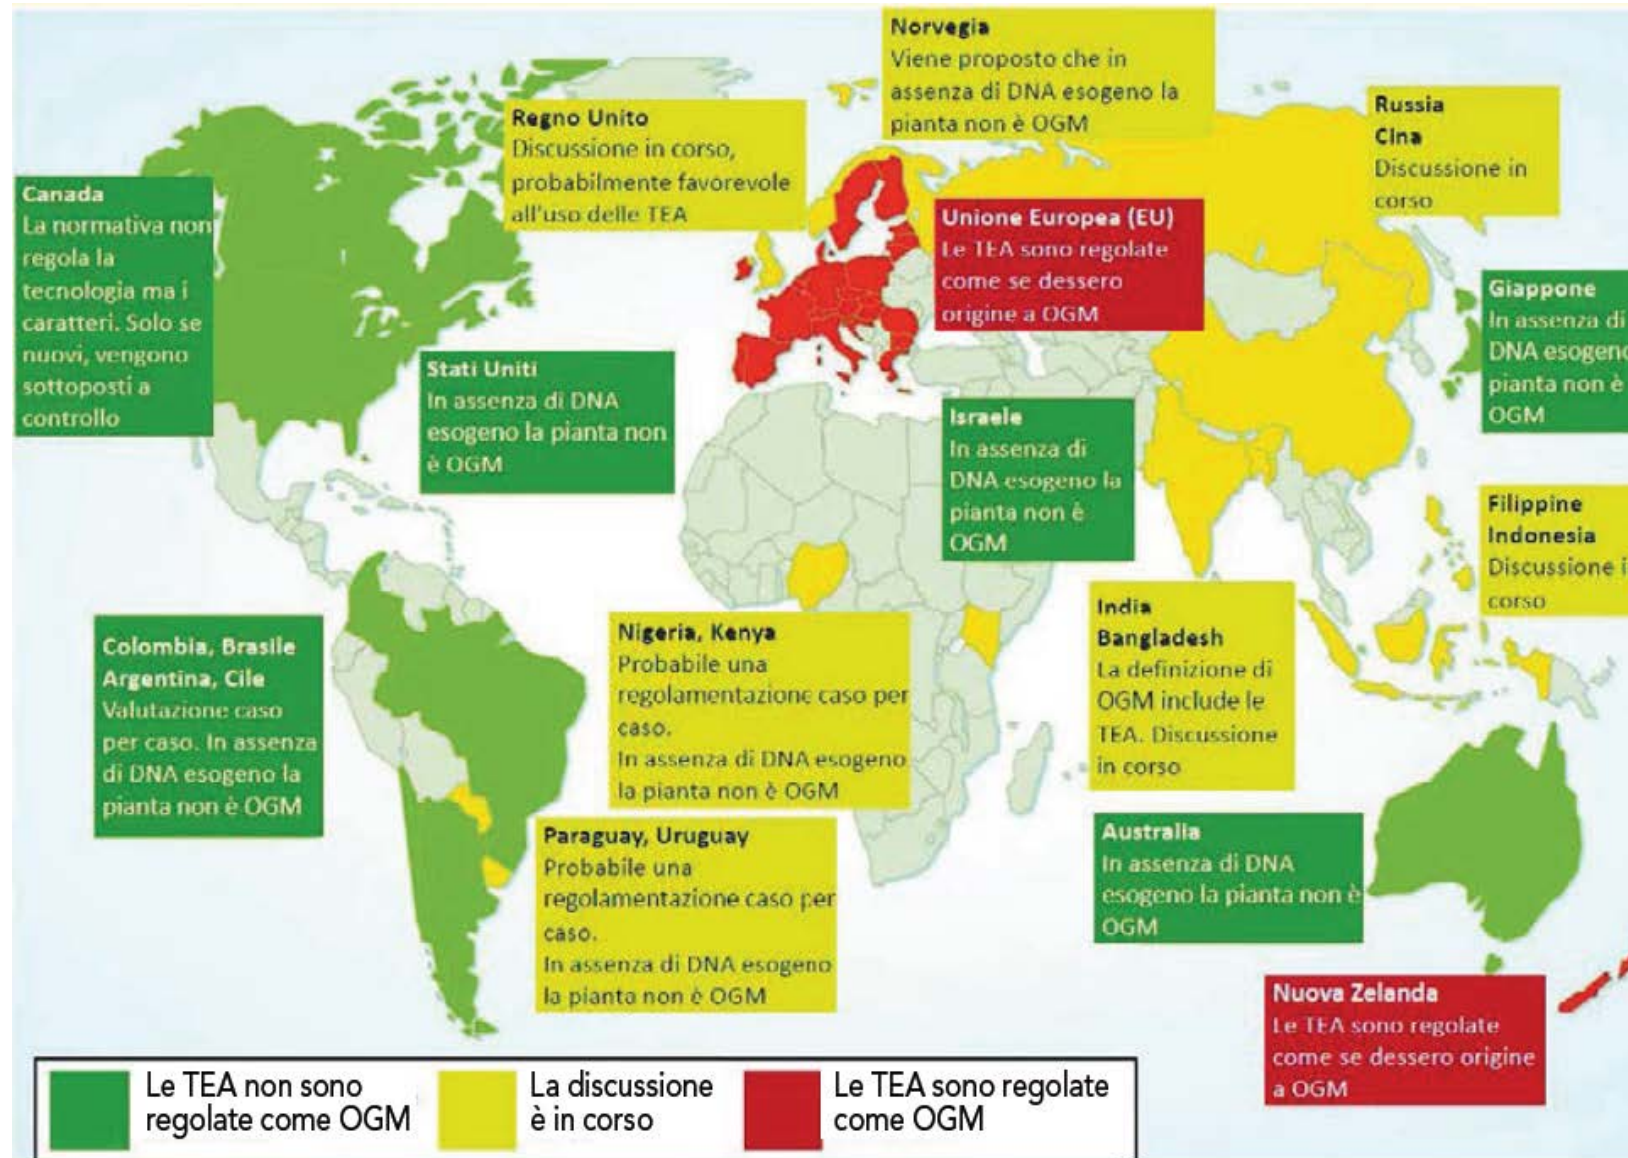 Norvegia
Viene proposto che in
assenza di DNA esogeno la
pianta non è OGM
Regno Unito
Discussione in corso,
probabilmente favorevole
all'uso delle TEA
Russia
Cina
Discussione in
corso
Canada
La normativa non
regola la
tecnologia ma i
caratteri. Solo se
nuovi, vengono
sottoposti a
controllo
Unione Europea (EU)
Le TEA sono regolate
come se dessero
origine a OGM
Giappone
In assenza di
DNA esogeno
pianta non è
OGM
Stati Uniti
In assenza di DNA
esogeno la pianta non
è OGM
Israele
In assenza di
DNA esogeno la
pianta non è
OGM
Filippine
Indonesia
Discussione i
corso
Colombia, Brasile
Argentina, Cile
Valutazione caso
per caso. In assenza
di DNA esogeno la
pianta non è OGM
Nigeria, Kenya
Probabile una
regolamentazione caso per
caso.
In assenza di DNA esogeno
la pianta non è OGM
India
Bangladesh
La definizione di
OGM include le
TEA. Discussione
in corso
Paraguay, Uruguay
Probabile una
regolamentazione caso per
caso.
In assenza di DNA esogeno
la pianta non è OGM
Australia
In assenza di DNA
esogeno la pianta non è
OGM
Nuova Zelanda
Le TEA sono regolate
come se dessero origine
a OGM
Le TEA non sono
regolate come OGM
La discussione
è in corso
Le TEA sono regolate
come OGM